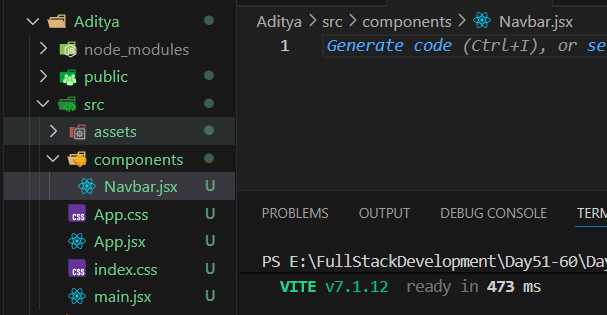 Aditya
node_modules
public
src
assets
components
Navbar.jsx U
App.css U
App.jsx U
index.css U
main.jsx U
Aditya > src > components > Navbar.jsx
1 Generate code (Ctrl+I), or se
PROBLEMS OUTPUT DEBUG CONSOLE TERM
PS E:\FullStackDevelopment\Day51-60\Day
VITE v7.1.12 ready in 473 ms